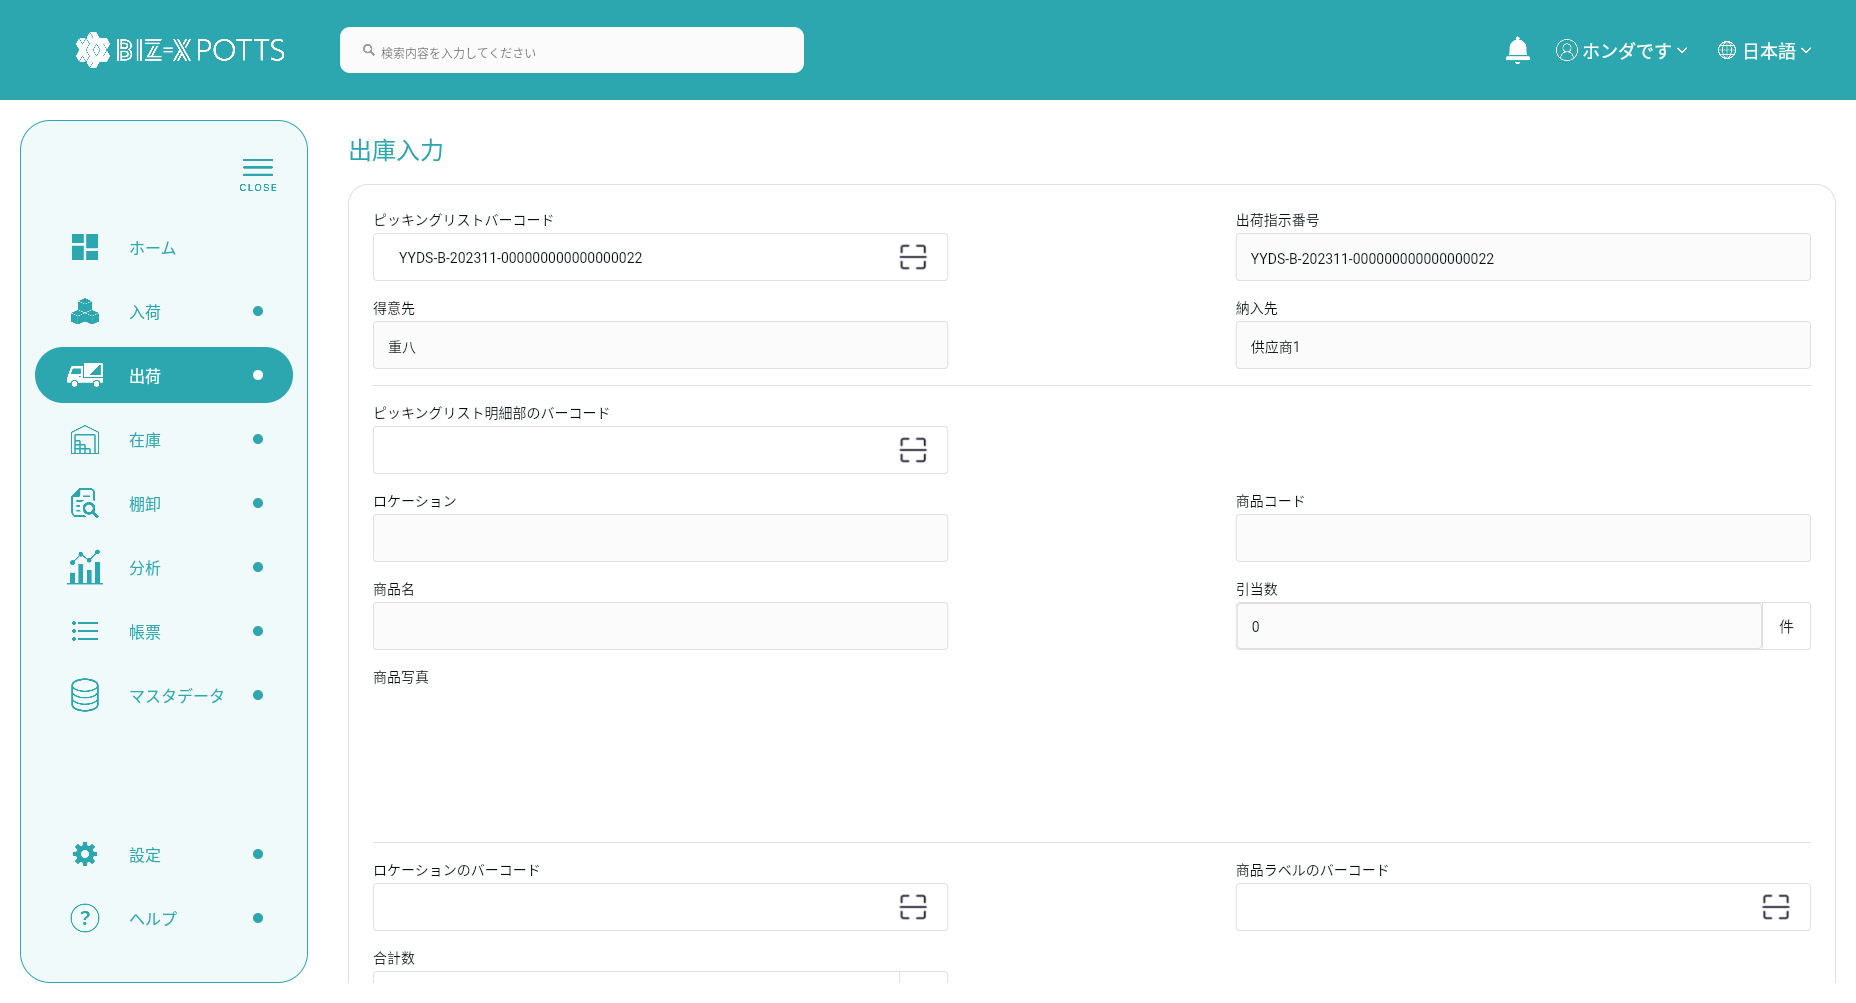 BIZ-X POTTS
検索内容を入力してください
ホンダです
日本語
CLOSE
ホーム
入荷
出荷
在庫
棚卸
分析
帳票
マスタデータ
設定
ヘルプ
出庫入力
ピッキングリストバーコード
出荷指示番号
YYDS-B-202311-000000000000000022
YYDS-B-202311-000000000000000022
得意先
納入先
重八
供应商1
ピッキングリスト明細部のバーコード
ロケーション
商品コード
商品名
引当数
0
件
商品写真
ロケーションのバーコード
商品ラベルのバーコード
合計数